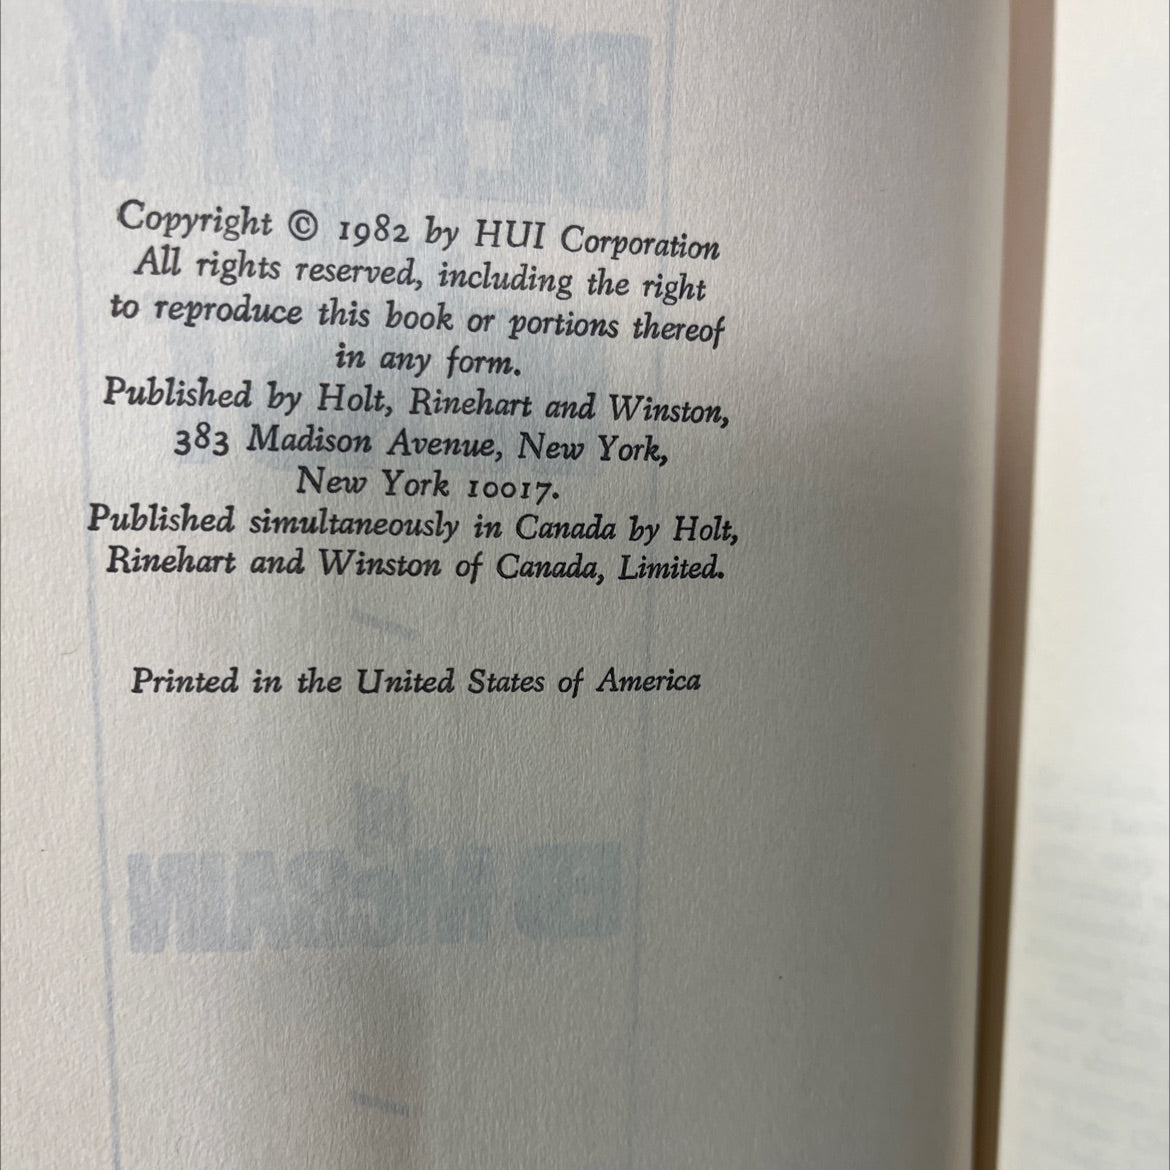 Copyright © 1982 by HUI Corporation
All rights reserved, including the right
to reproduce this book or portions thereof
in any form.
Published by Holt, Rinehart and Winston,
383 Madison Avenue, New York,
New York 10017.
Published simultaneously in Canada by Holt,
Rinehart and Winston of Canada, Limited.
Printed in the United States of America